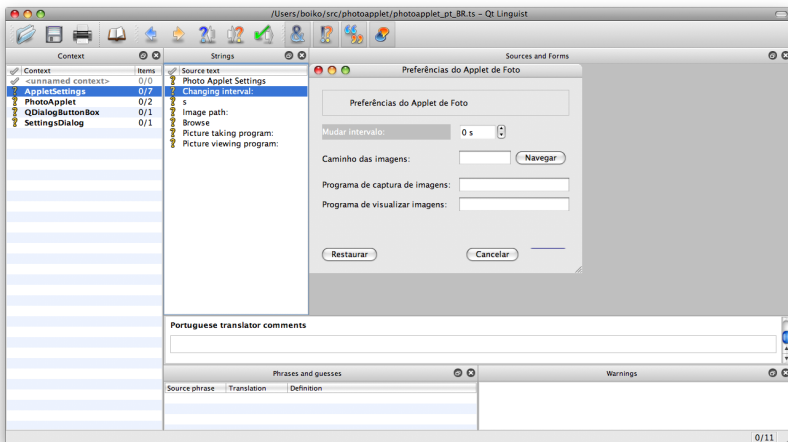 /Users/boiko/src/photoapplet/photoapplet_pt_BR.ts – Qt Linguist
Context
Strings
Sources and Forms
Context Items
<unnamed context> 0/0
AppletSettings 0/7
PhotoApplet 0/2
QDialogButtonBox 0/1
SettingsDialog 0/1
Source text
Photo Applet Settings
Changing interval:
s
Image path:
Browse
Picture taking program:
Picture viewing program:
Preferências do Applet de Foto
Preferências do Applet de Foto
Mudar intervalo: 0 s
Caminho das imagens: Navegar
Programa de captura de imagens:
Programa de visualizar imagens:
Restaurar Cancelar
Portuguese translator comments
Phrases and guesses
Warnings
Source phrase Translation Definition
0/11